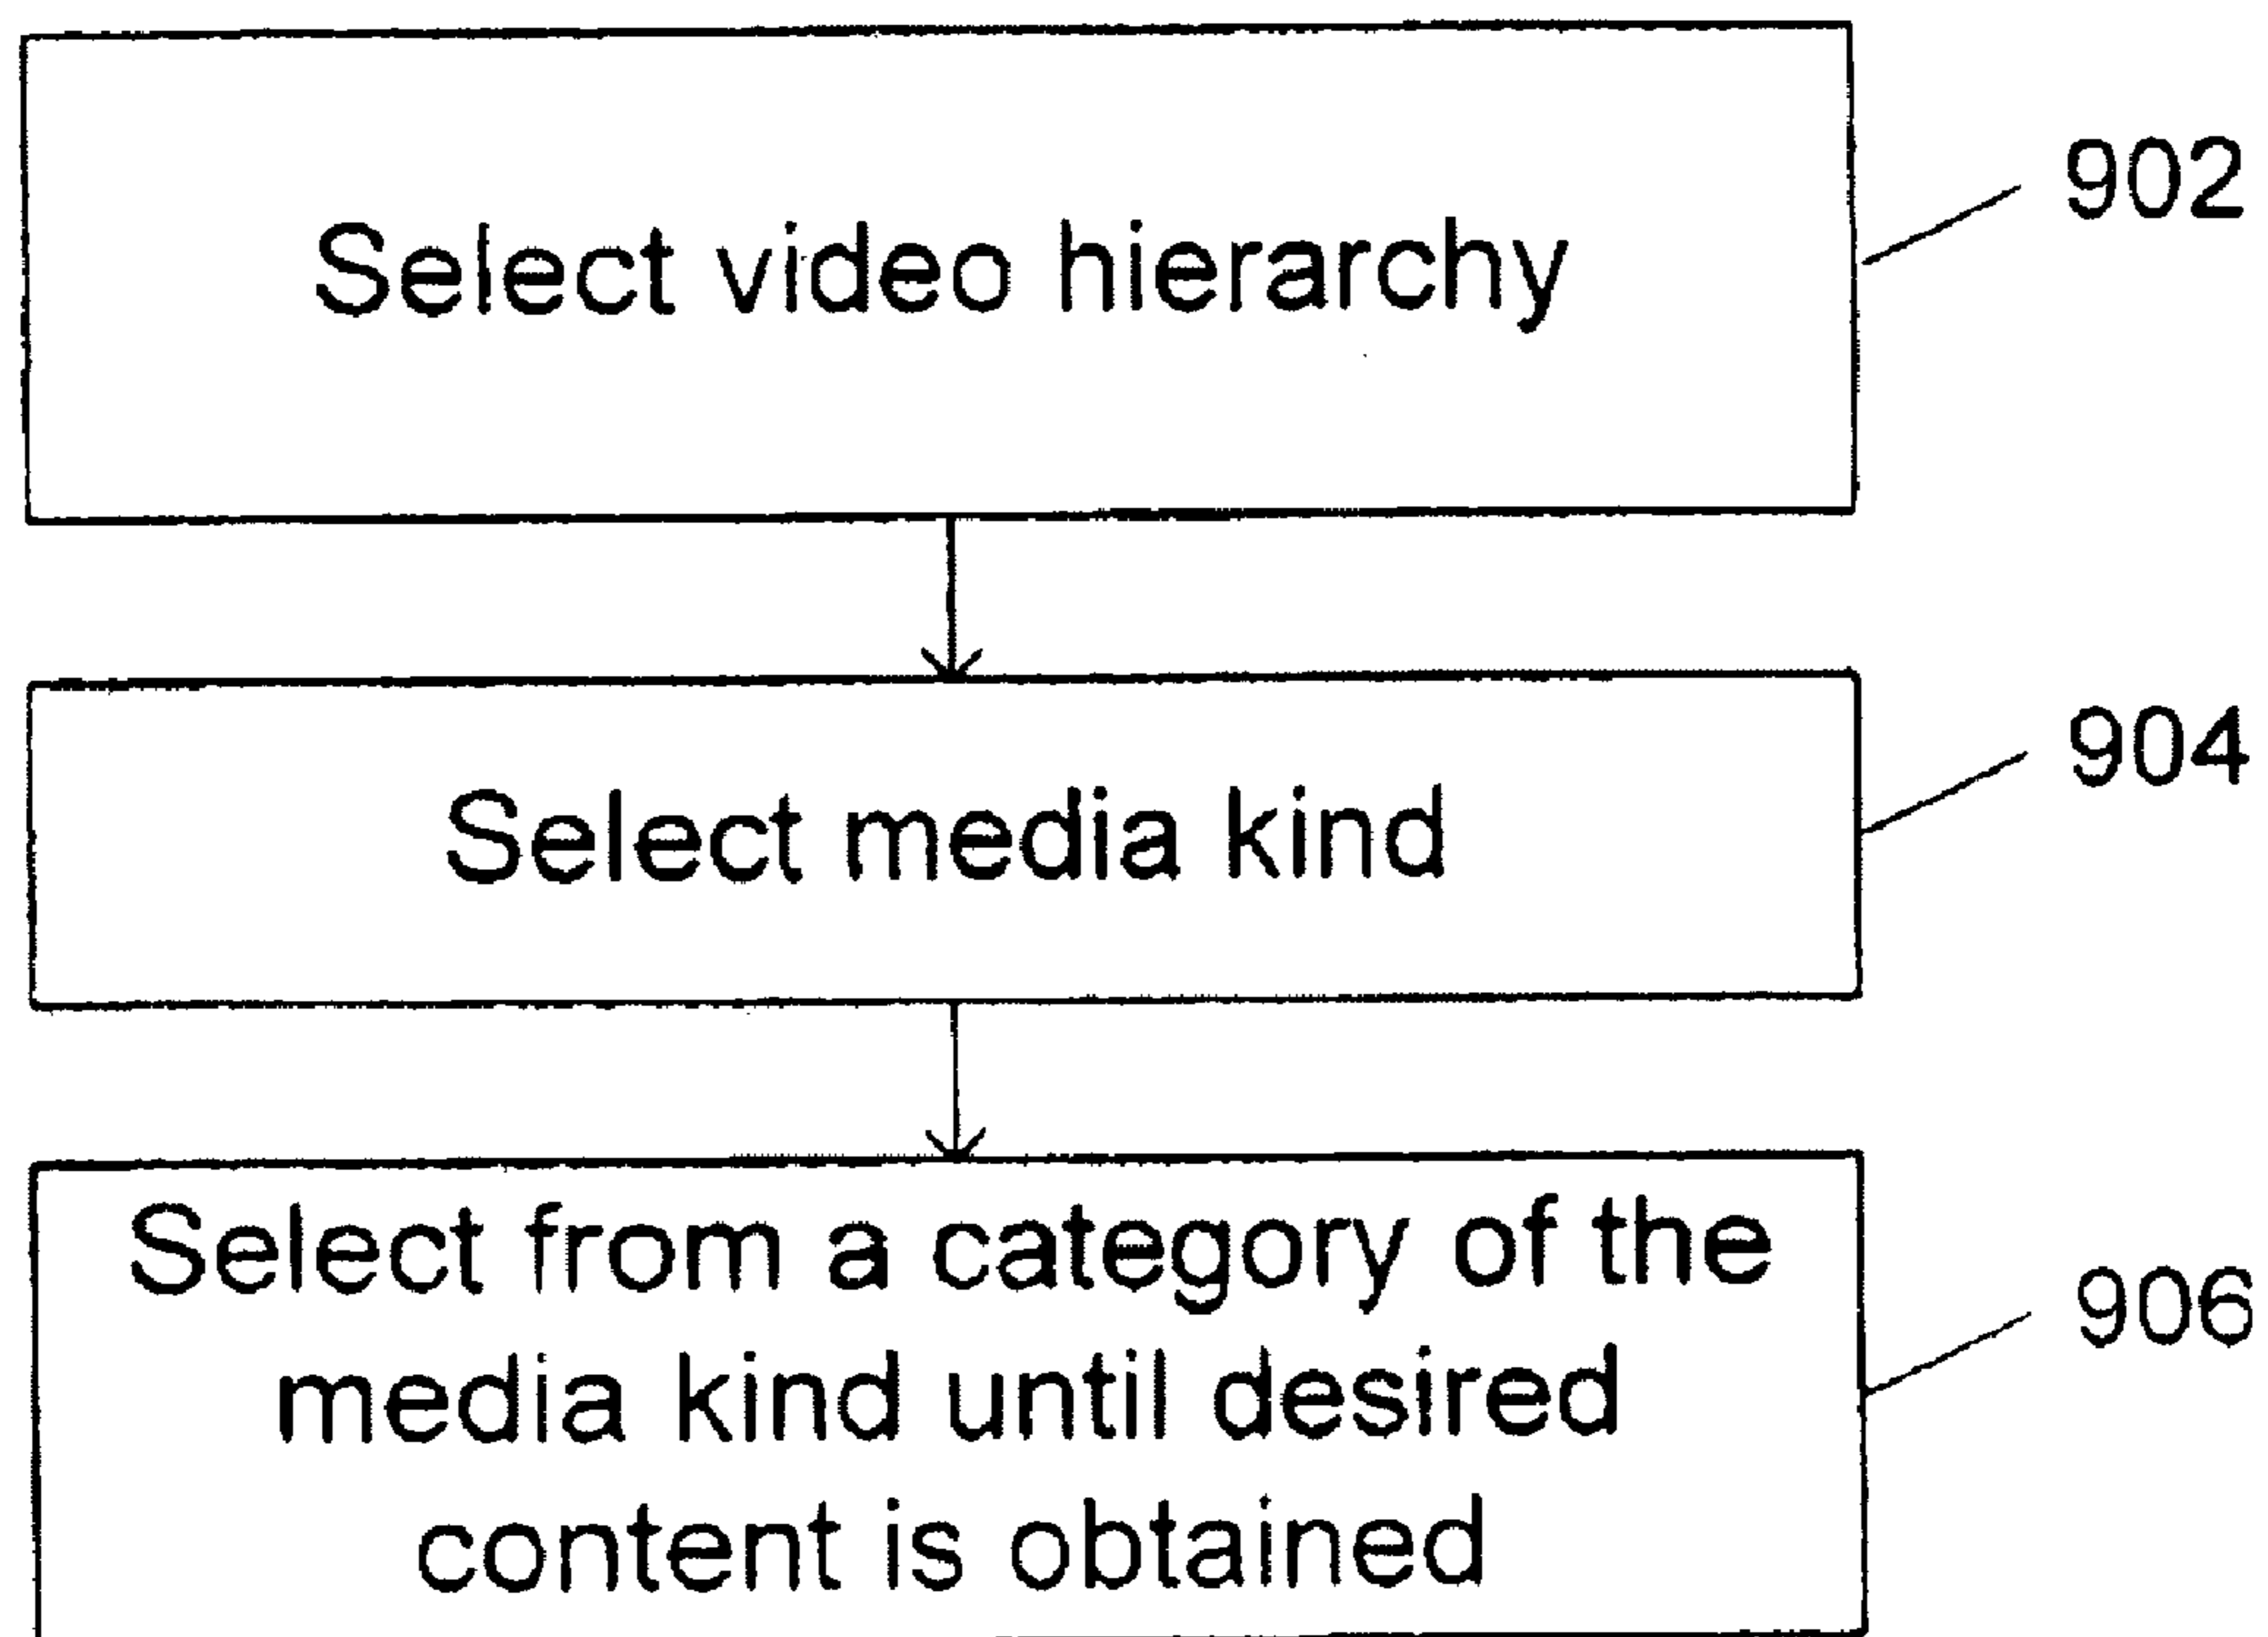 Select video hierarchy
902
Select media kind
904
Select from a category of the
media kind until desired
content is obtained
906